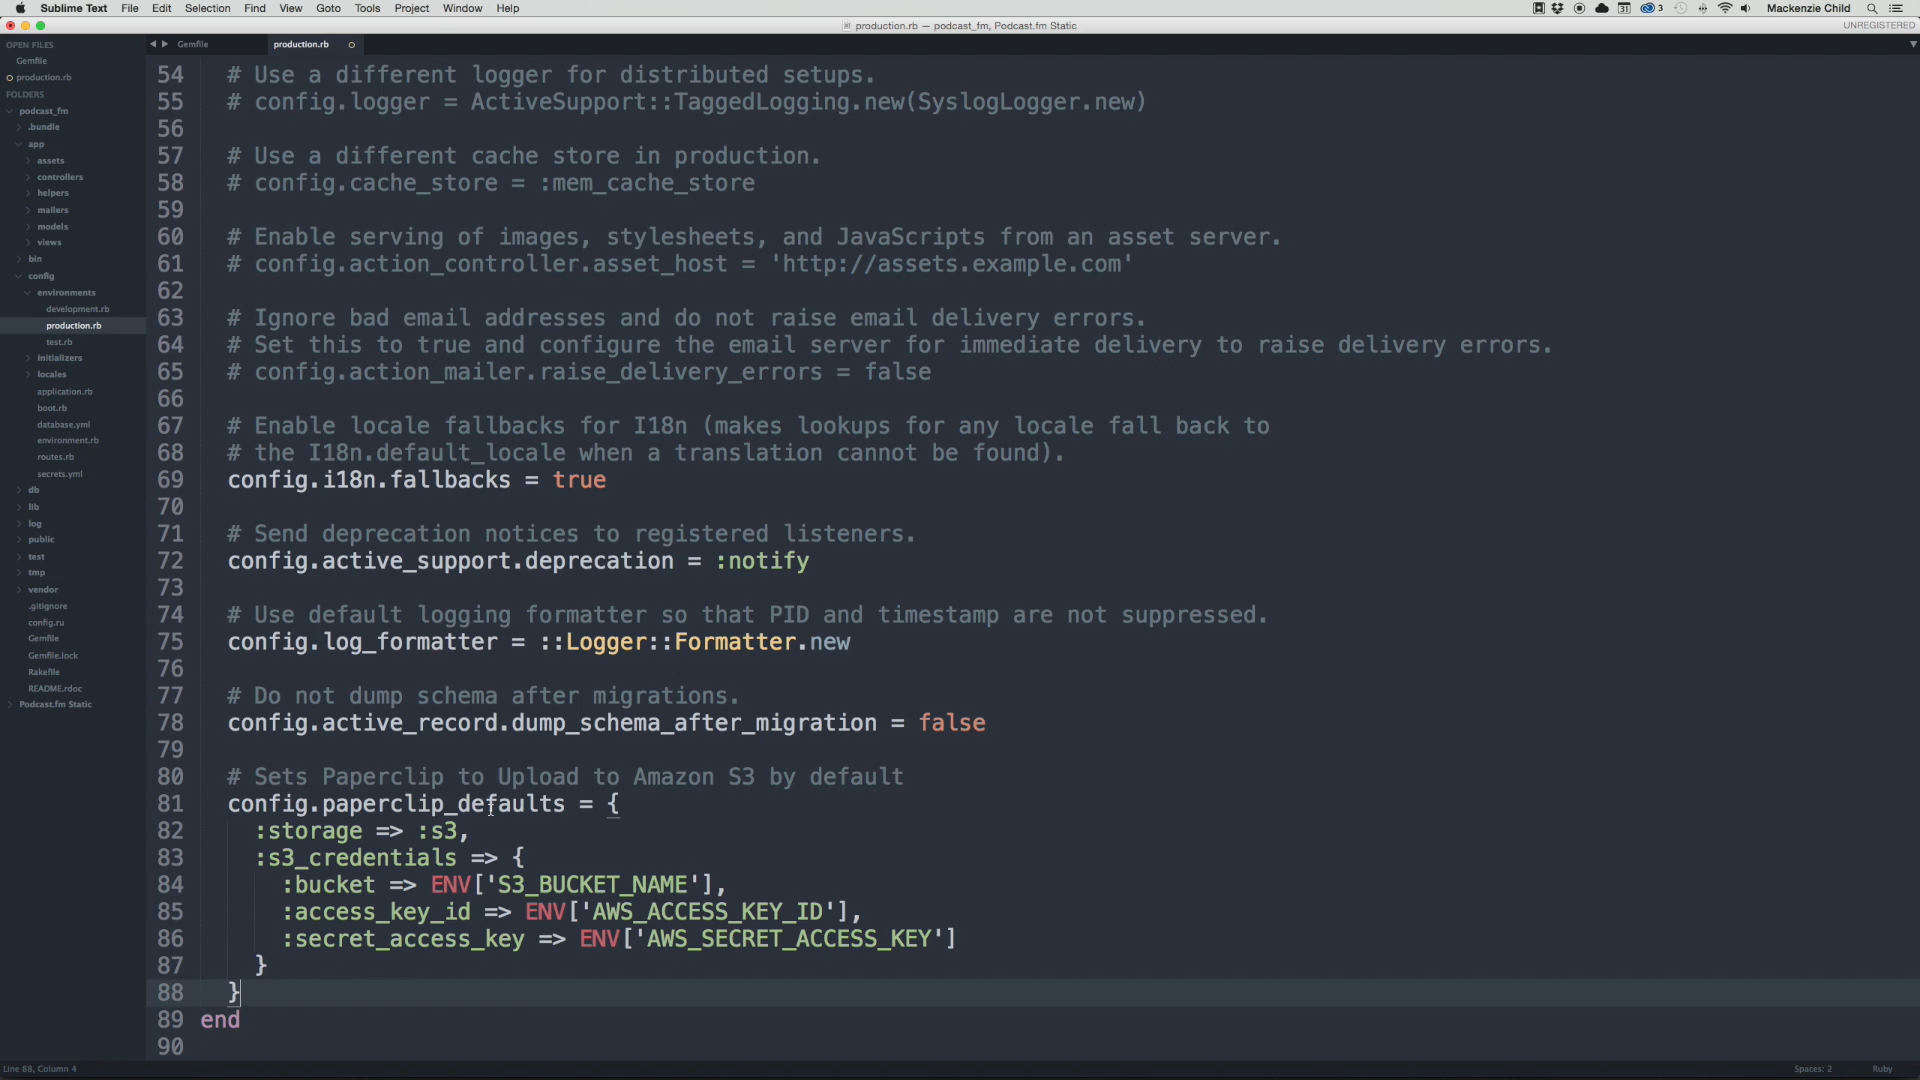 Sublime Text File Edit Selection Find View Goto Tools Project Window Help
3 Mackenzie Child
production.rb — podcast_fm, Podcast.fm Static
UNREGISTERED
OPEN FILES
Gemfile
production.rb
FOLDERS
podcast_fm
.bundle
app
assets
controllers
helpers
mailers
models
views
bin
config
environments
development.rb
production.rb
test.rb
initializers
locales
application.rb
boot.rb
database.yml
environment.rb
routes.rb
secrets.yml
db
lib
log
public
test
tmp
vendor
.gitignore
config.ru
Gemfile
Gemfile.lock
Rakefile
README.rdoc
Podcast.fm Static
Gemfile production.rb
54 # Use a different logger for distributed setups.
55 # config.logger = ActiveSupport::TaggedLogging.new(SyslogLogger.new)
56
57 # Use a different cache store in production.
58 # config.cache_store = :mem_cache_store
59
60 # Enable serving of images, stylesheets, and JavaScripts from an asset server.
61 # config.action_controller.asset_host = 'http://assets.example.com'
62
63 # Ignore bad email addresses and do not raise email delivery errors.
64 # Set this to true and configure the email server for immediate delivery to raise delivery errors.
65 # config.action_mailer.raise_delivery_errors = false
66
67 # Enable locale fallbacks for I18n (makes lookups for any locale fall back to
68 # the I18n.default_locale when a translation cannot be found).
69 config.i18n.fallbacks = true
70
71 # Send deprecation notices to registered listeners.
72 config.active_support.deprecation = :notify
73
74 # Use default logging formatter so that PID and timestamp are not suppressed.
75 config.log_formatter = ::Logger::Formatter.new
76
77 # Do not dump schema after migrations.
78 config.active_record.dump_schema_after_migration = false
79
80 # Sets Paperclip to Upload to Amazon S3 by default
81 config.paperclip_defaults = {
82 :storage => :s3,
83 :s3_credentials => {
84 :bucket => ENV['S3_BUCKET_NAME'],
85 :access_key_id => ENV['AWS_ACCESS_KEY_ID'],
86 :secret_access_key => ENV['AWS_SECRET_ACCESS_KEY']
87 }
88 }
89 end
90
Line 88, Column 4
Spaces: 2 Ruby